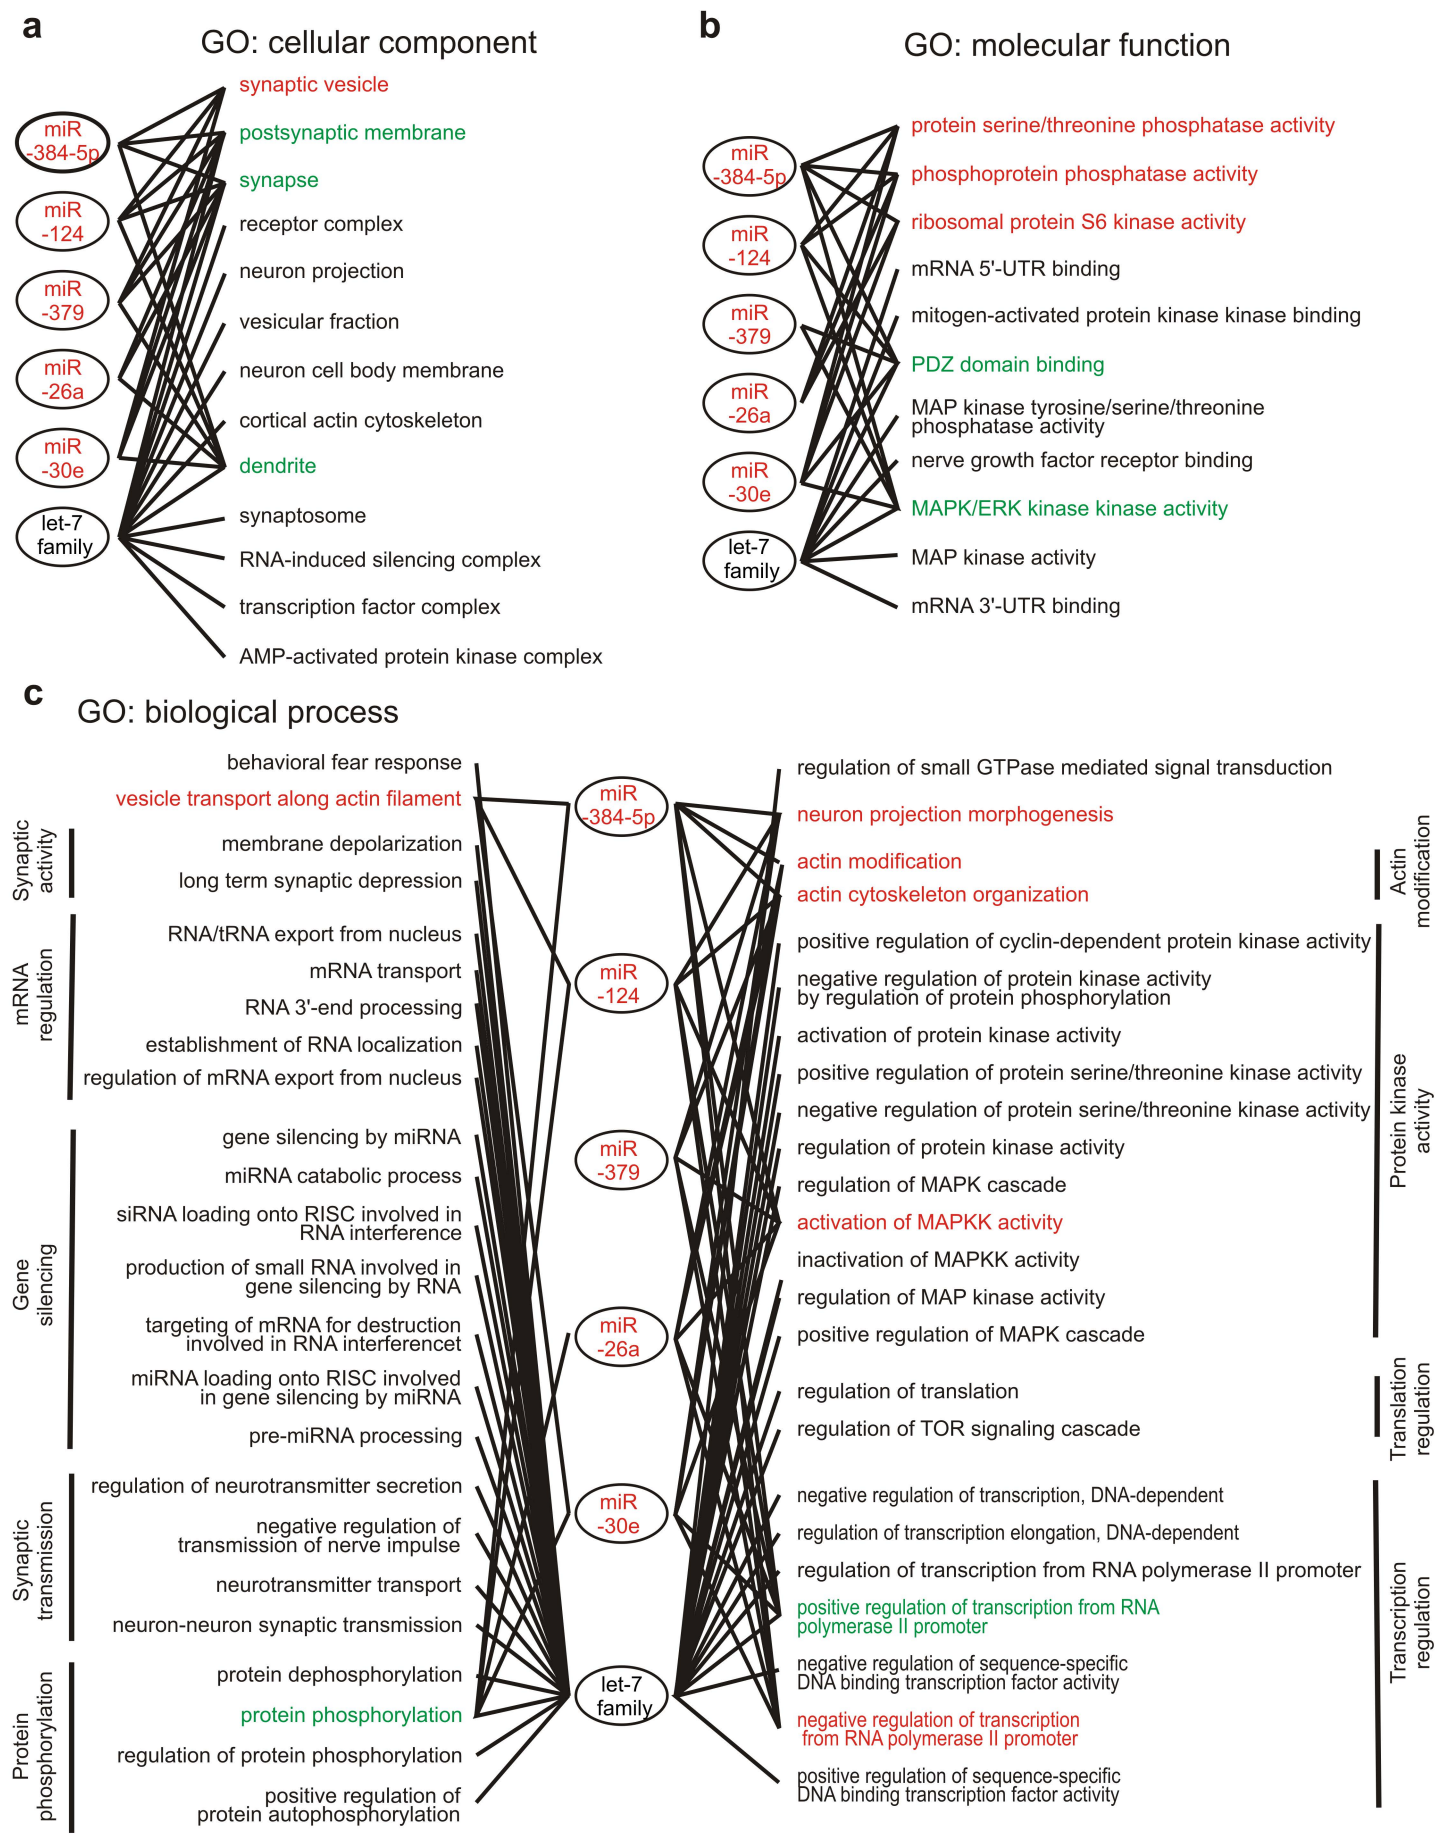 a
GO: cellular component
miR
-384-5p
miR
-124
miR
-379
miR
-26a
miR
-30e
let-7
family
synaptic vesicle
postsynaptic membrane
synapse
receptor complex
neuron projection
vesicular fraction
neuron cell body membrane
cortical actin cytoskeleton
dendrite
synaptosome
RNA-induced silencing complex
transcription factor complex
AMP-activated protein kinase complex
b
GO: molecular function
miR
-384-5p
miR
-124
miR
-379
miR
-26a
miR
-30e
let-7
family
protein serine/threonine phosphatase activity
phosphoprotein phosphatase activity
ribosomal protein S6 kinase activity
mRNA 5'-UTR binding
mitogen-activated protein kinase kinase binding
PDZ domain binding
MAP kinase tyrosine/serine/threonine
phosphatase activity
nerve growth factor receptor binding
MAPK/ERK kinase kinase activity
MAP kinase activity
mRNA 3'-UTR binding
c
GO: biological process
behavioral fear response
vesicle transport along actin filament
Synaptic
activity
membrane depolarization
long term synaptic depression
mRNA
regulation
RNA/tRNA export from nucleus
mRNA transport
RNA 3'-end processing
establishment of RNA localization
regulation of mRNA export from nucleus
Gene
silencing
gene silencing by miRNA
miRNA catabolic process
siRNA loading onto RISC involved in
RNA interference
production of small RNA involved in
gene silencing by RNA
targeting of mRNA for destruction
involved in RNA interferencet
miRNA loading onto RISC involved
in gene silencing by miRNA
pre-miRNA processing
Synaptic
transmission
regulation of neurotransmitter secretion
negative regulation of
transmission of nerve impulse
neurotransmitter transport
neuron-neuron synaptic transmission
Protein
phosphorylation
protein dephosphorylation
protein phosphorylation
regulation of protein phosphorylation
positive regulation of
protein autophosphorylation
miR
-384-5p
miR
-124
miR
-379
miR
-26a
miR
-30e
let-7
family
regulation of small GTPase mediated signal transduction
neuron projection morphogenesis
actin modification
actin cytoskeleton organization
Actin
modification
positive regulation of cyclin-dependent protein kinase activity
negative regulation of protein kinase activity
by regulation of protein phosphorylation
activation of protein kinase activity
positive regulation of protein serine/threonine kinase activity
negative regulation of protein serine/threonine kinase activity
regulation of protein kinase activity
regulation of MAPK cascade
activation of MAPKK activity
inactivation of MAPKK activity
regulation of MAP kinase activity
positive regulation of MAPK cascade
Protein kinase
activity
regulation of translation
regulation of TOR signaling cascade
Translation
regulation
negative regulation of transcription, DNA-dependent
regulation of transcription elongation, DNA-dependent
regulation of transcription from RNA polymerase II promoter
positive regulation of transcription from RNA
polymerase II promoter
negative regulation of sequence-specific
DNA binding transcription factor activity
negative regulation of transcription
from RNA polymerase II promoter
positive regulation of sequence-specific
DNA binding transcription factor activity
Transcription
regulation